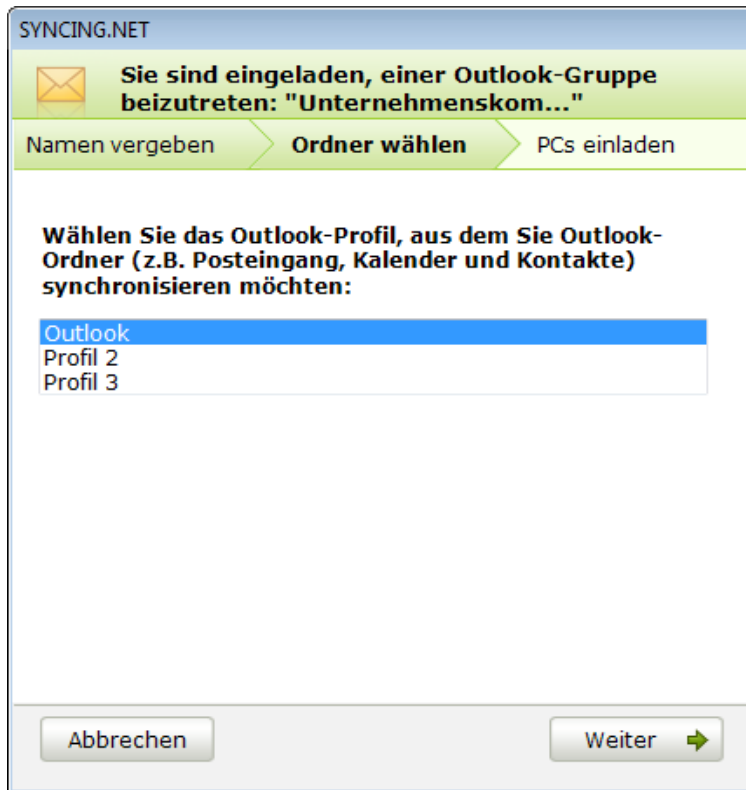 SYNCING.NET
Sie sind eingeladen, einer Outlook-Gruppe
beizutreten: "Unternehmenskom..."
Namen vergeben Ordner wählen PCs einladen
Wählen Sie das Outlook-Profil, aus dem Sie Outlook-
Ordner (z.B. Posteingang, Kalender und Kontakte)
synchronisieren möchten:
Outlook
Profil 2
Profil 3
Abbrechen Weiter